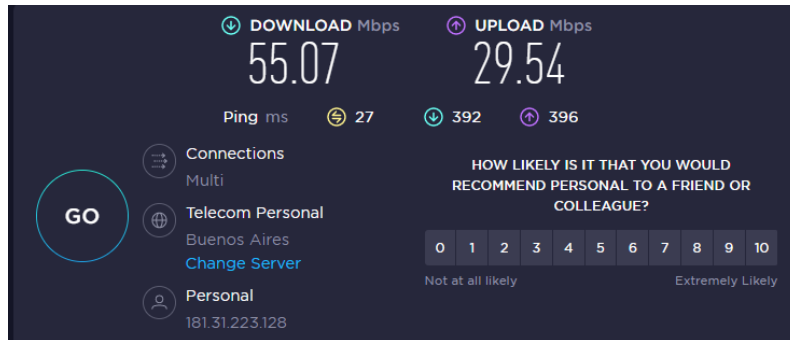 DOWNLOAD Mbps
UPLOAD Mbps
55.07
29.54
Ping ms 27 392 396
GO
Connections
Multi
Telecom Personal
Buenos Aires
Change Server
Personal
181.31.223.128
HOW LIKELY IS IT THAT YOU WOULD
RECOMMEND PERSONAL TO A FRIEND OR
COLLEAGUE?
0 1 2 3 4 5 6 7 8 9 10
Not at all likely
Extremely Likely